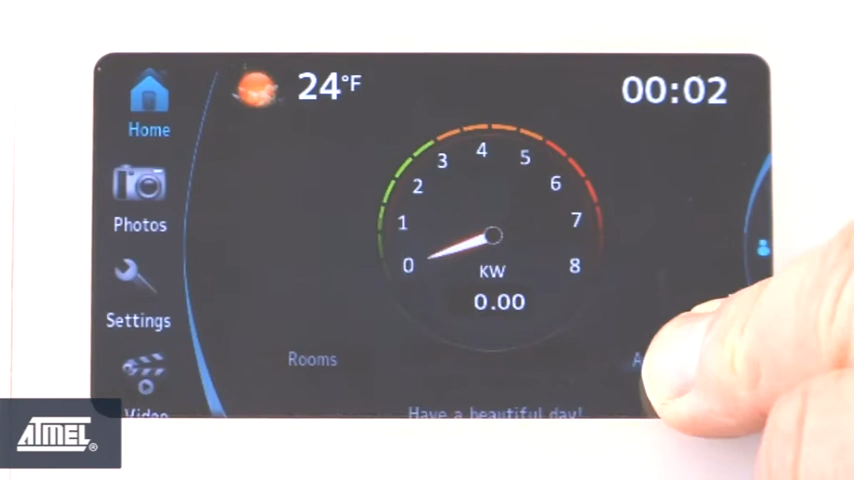 24°F
00:02
Home
Photos
Settings
Video
0
1
2
3
4
5
6
7
8
KW
0.00
Rooms
Have a beautiful day!
ATMEL®